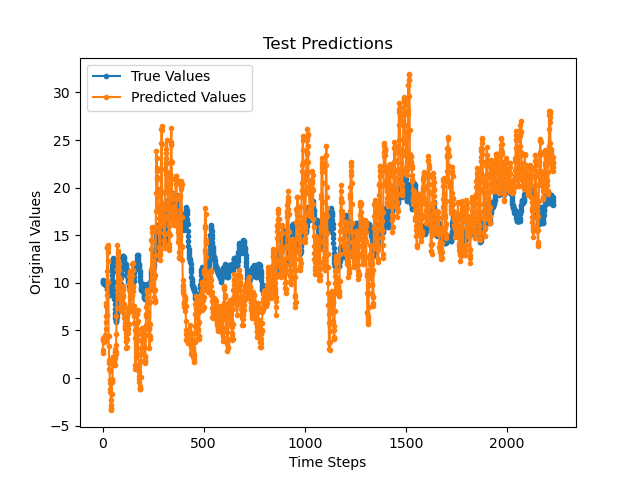 Test Predictions
True Values
Predicted Values
30
25
20
15
10
5
0
−5
Original Values
0
500
1000
1500
2000
Time Steps